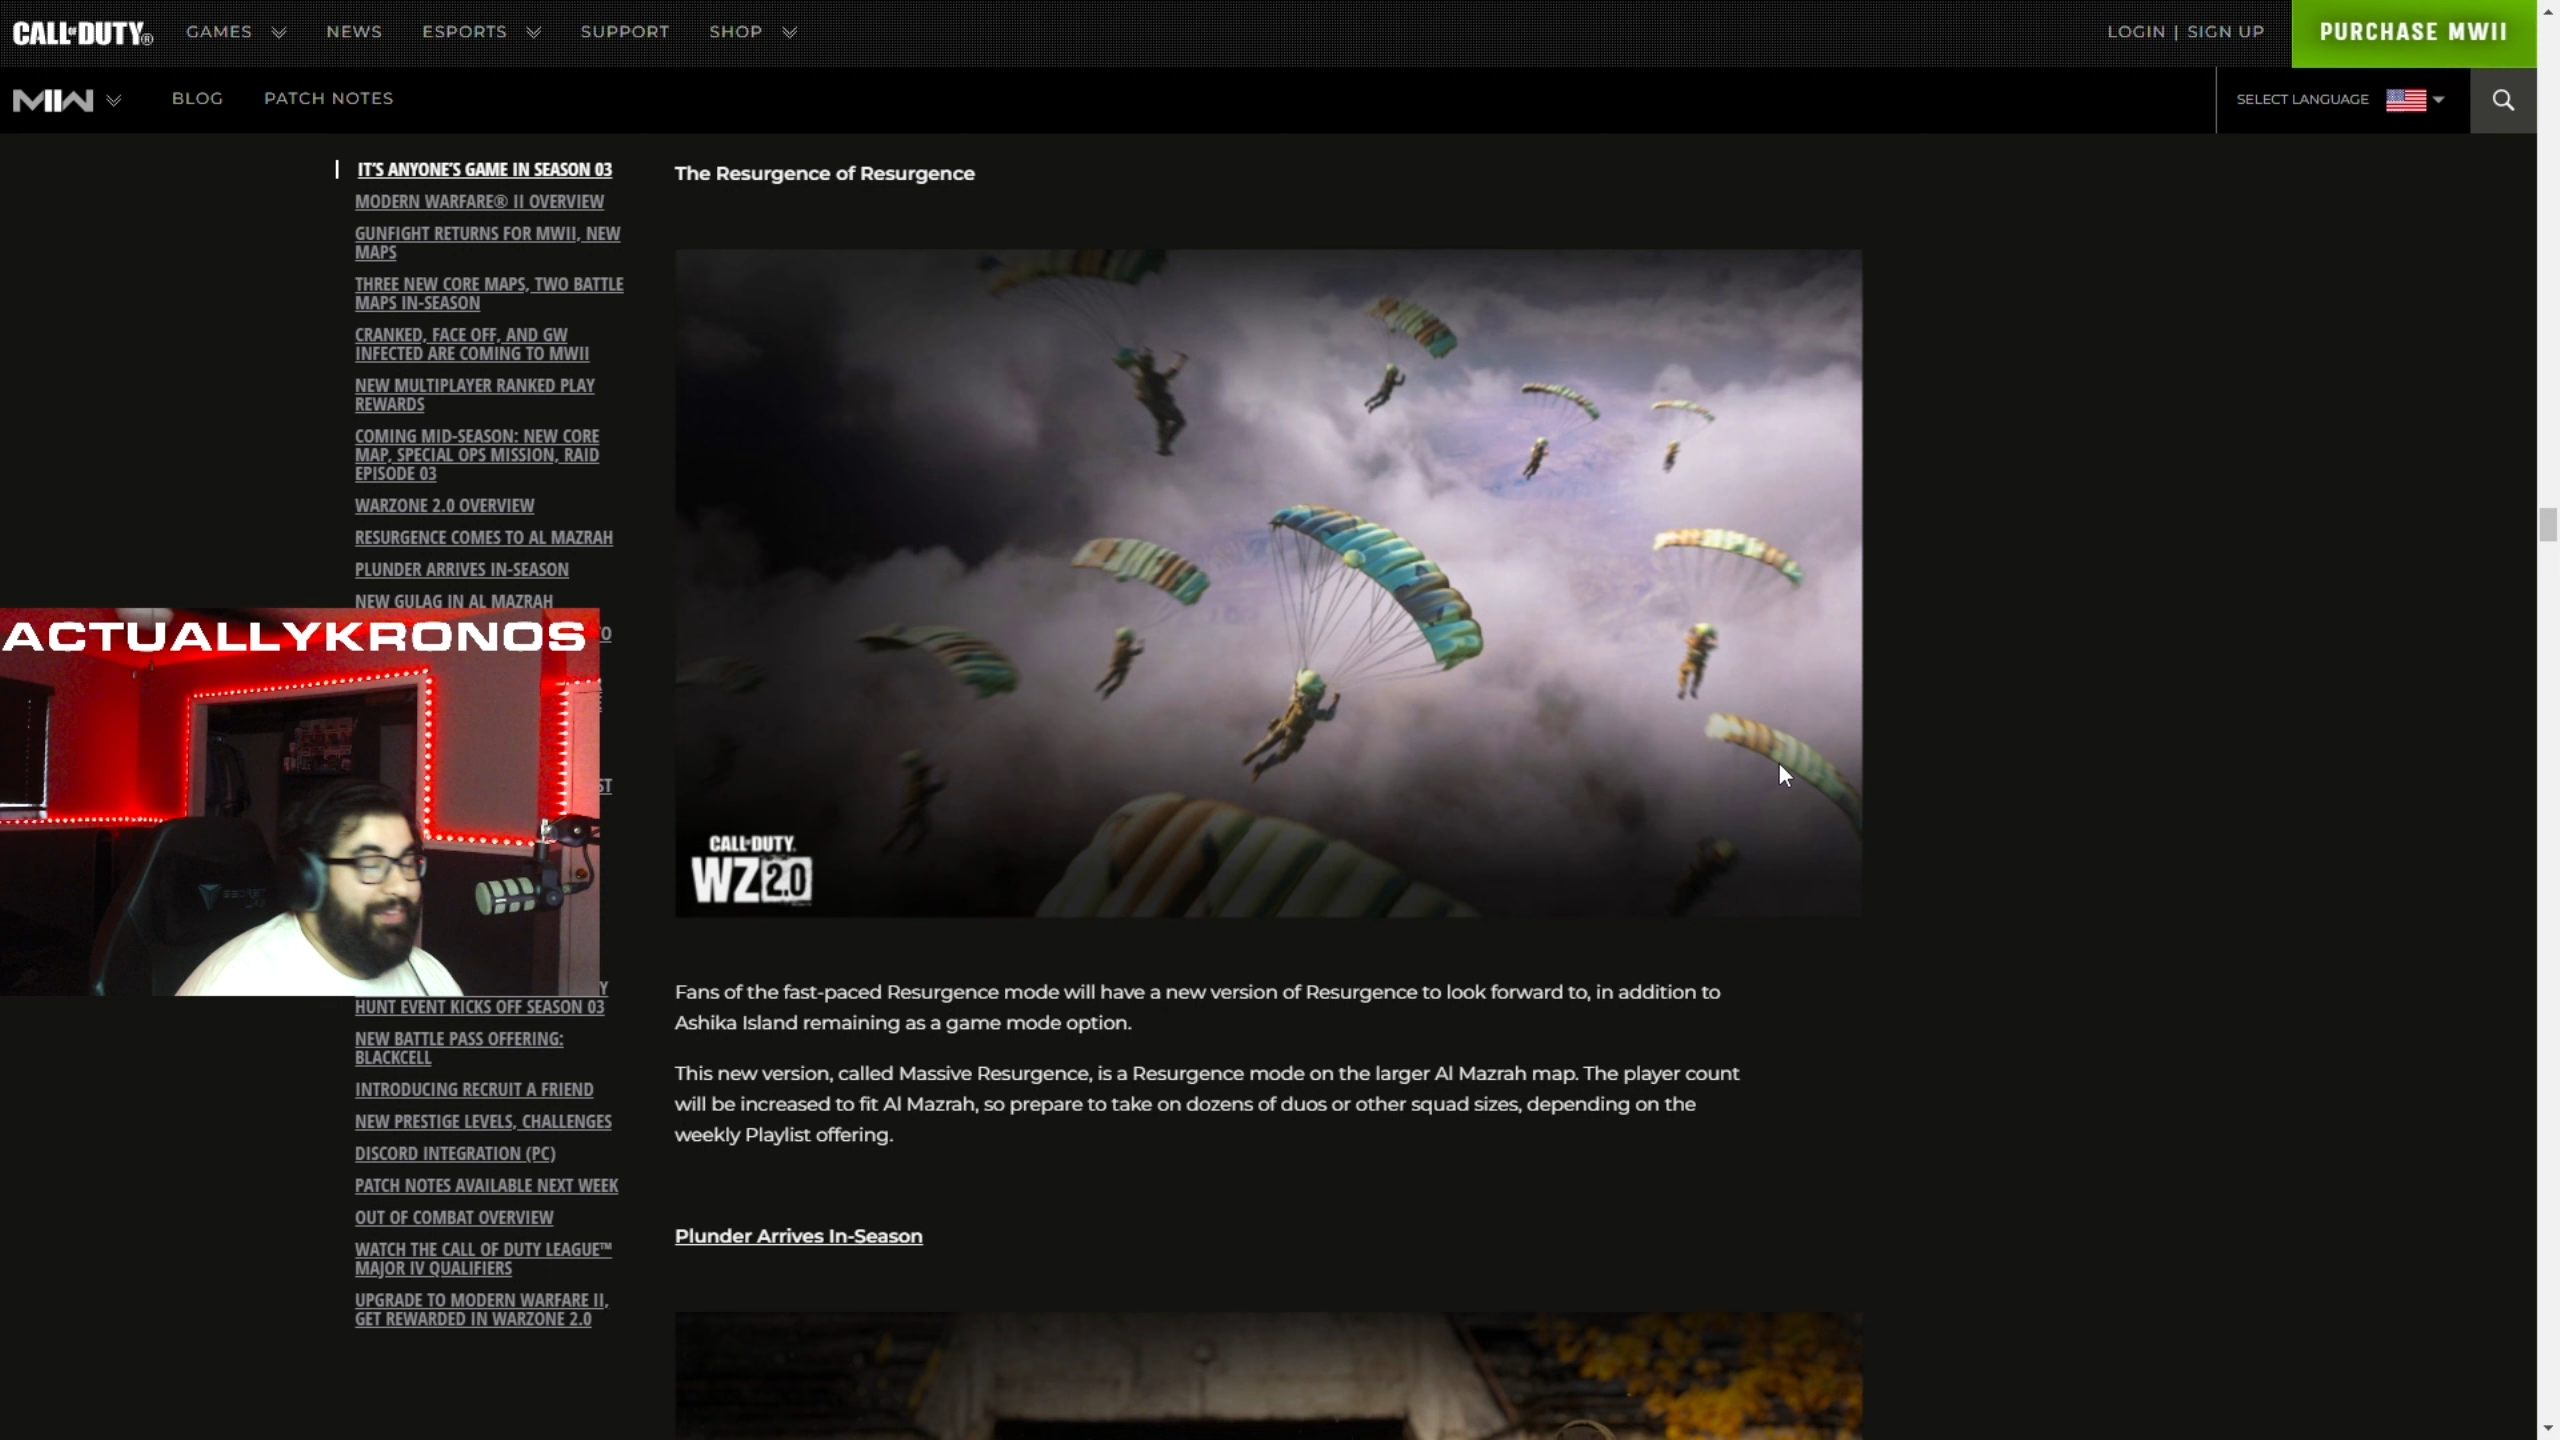 CALL OF DUTY®
GAMES
NEWS
ESPORTS
SUPPORT
SHOP
LOGIN | SIGN UP
PURCHASE MWII
MWII
BLOG
PATCH NOTES
SELECT LANGUAGE
IT'S ANYONE'S GAME IN SEASON 03
MODERN WARFARE® II OVERVIEW
GUNFIGHT RETURNS FOR MWII, NEW
MAPS
THREE NEW CORE MAPS, TWO BATTLE
MAPS IN-SEASON
CRANKED, FACE OFF, AND GW
INFECTED ARE COMING TO MWII
NEW MULTIPLAYER RANKED PLAY
REWARDS
COMING MID-SEASON: NEW CORE
MAP, SPECIAL OPS MISSION, RAID
EPISODE 03
WARZONE 2.0 OVERVIEW
RESURGENCE COMES TO AL MAZRAH
PLUNDER ARRIVES IN-SEASON
NEW GULAG IN AL MAZRAH
ACTUALLYKRONOS
HUNT EVENT KICKS OFF SEASON 03
NEW BATTLE PASS OFFERING:
BLACKCELL
INTRODUCING RECRUIT A FRIEND
NEW PRESTIGE LEVELS, CHALLENGES
DISCORD INTEGRATION (PC)
PATCH NOTES AVAILABLE NEXT WEEK
OUT OF COMBAT OVERVIEW
WATCH THE CALL OF DUTY LEAGUE™
MAJOR IV QUALIFIERS
UPGRADE TO MODERN WARFARE II,
GET REWARDED IN WARZONE 2.0
The Resurgence of Resurgence
CALL OF DUTY
WZ 2.0
Fans of the fast-paced Resurgence mode will have a new version of Resurgence to look forward to, in addition to
Ashika Island remaining as a game mode option.
This new version, called Massive Resurgence, is a Resurgence mode on the larger Al Mazrah map. The player count
will be increased to fit Al Mazrah, so prepare to take on dozens of duos or other squad sizes, depending on the
weekly Playlist offering.
Plunder Arrives In-Season